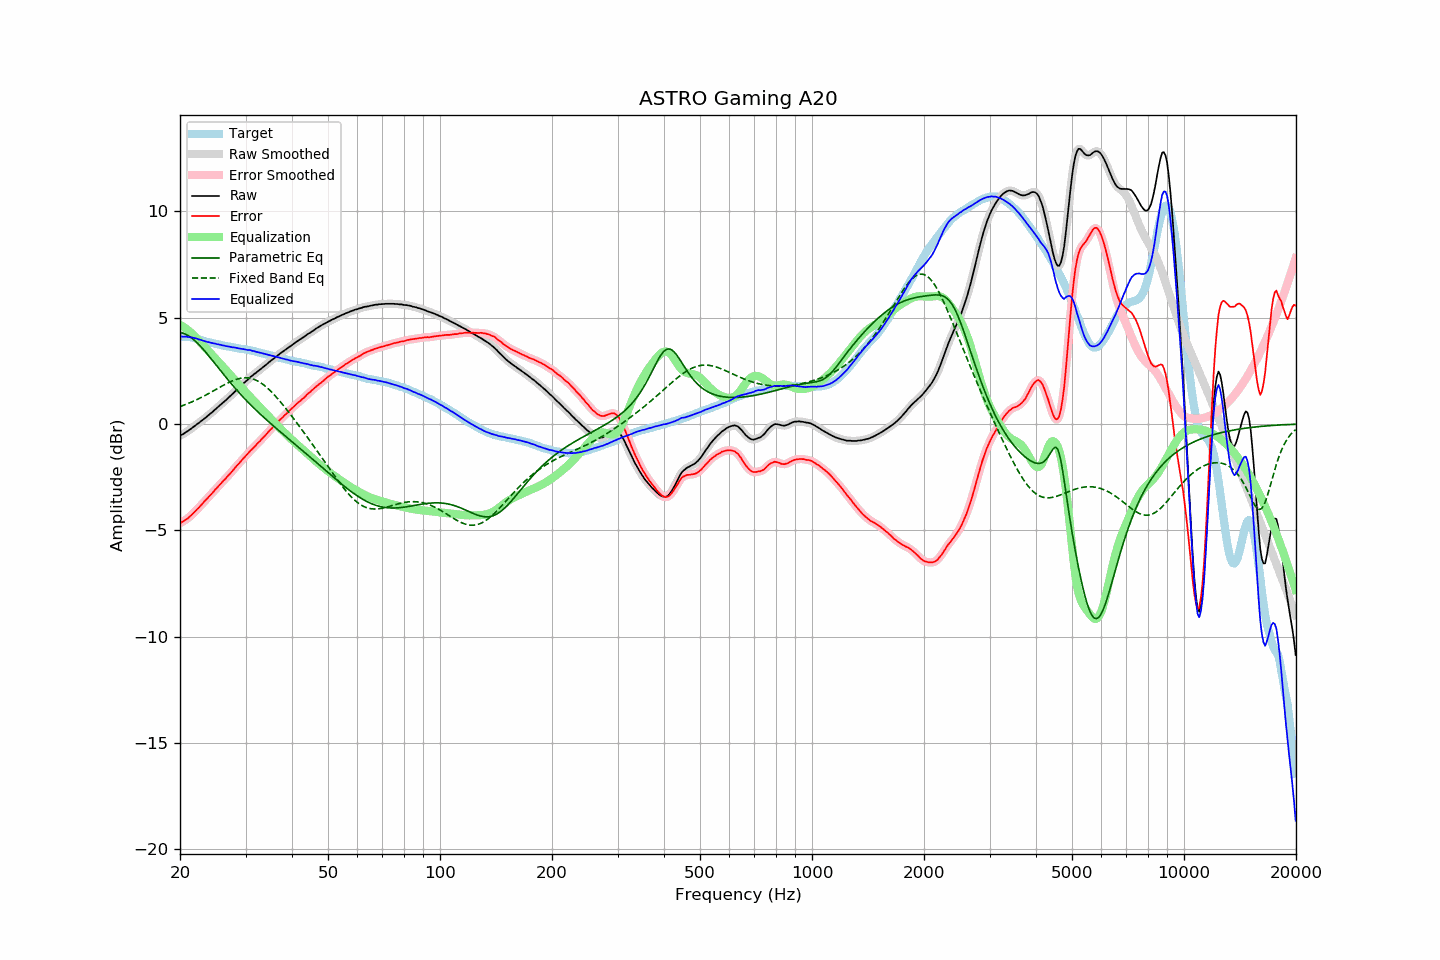 ASTRO Gaming A20
Target
Raw Smoothed
Error Smoothed
Raw
Error
Equalization
Parametric Eq
Fixed Band Eq
Equalized
10
5
0
−5
−10
−15
−20
Amplitude (dBr)
20
50
100
200
500
1000
2000
5000
10000
20000
Frequency (Hz)